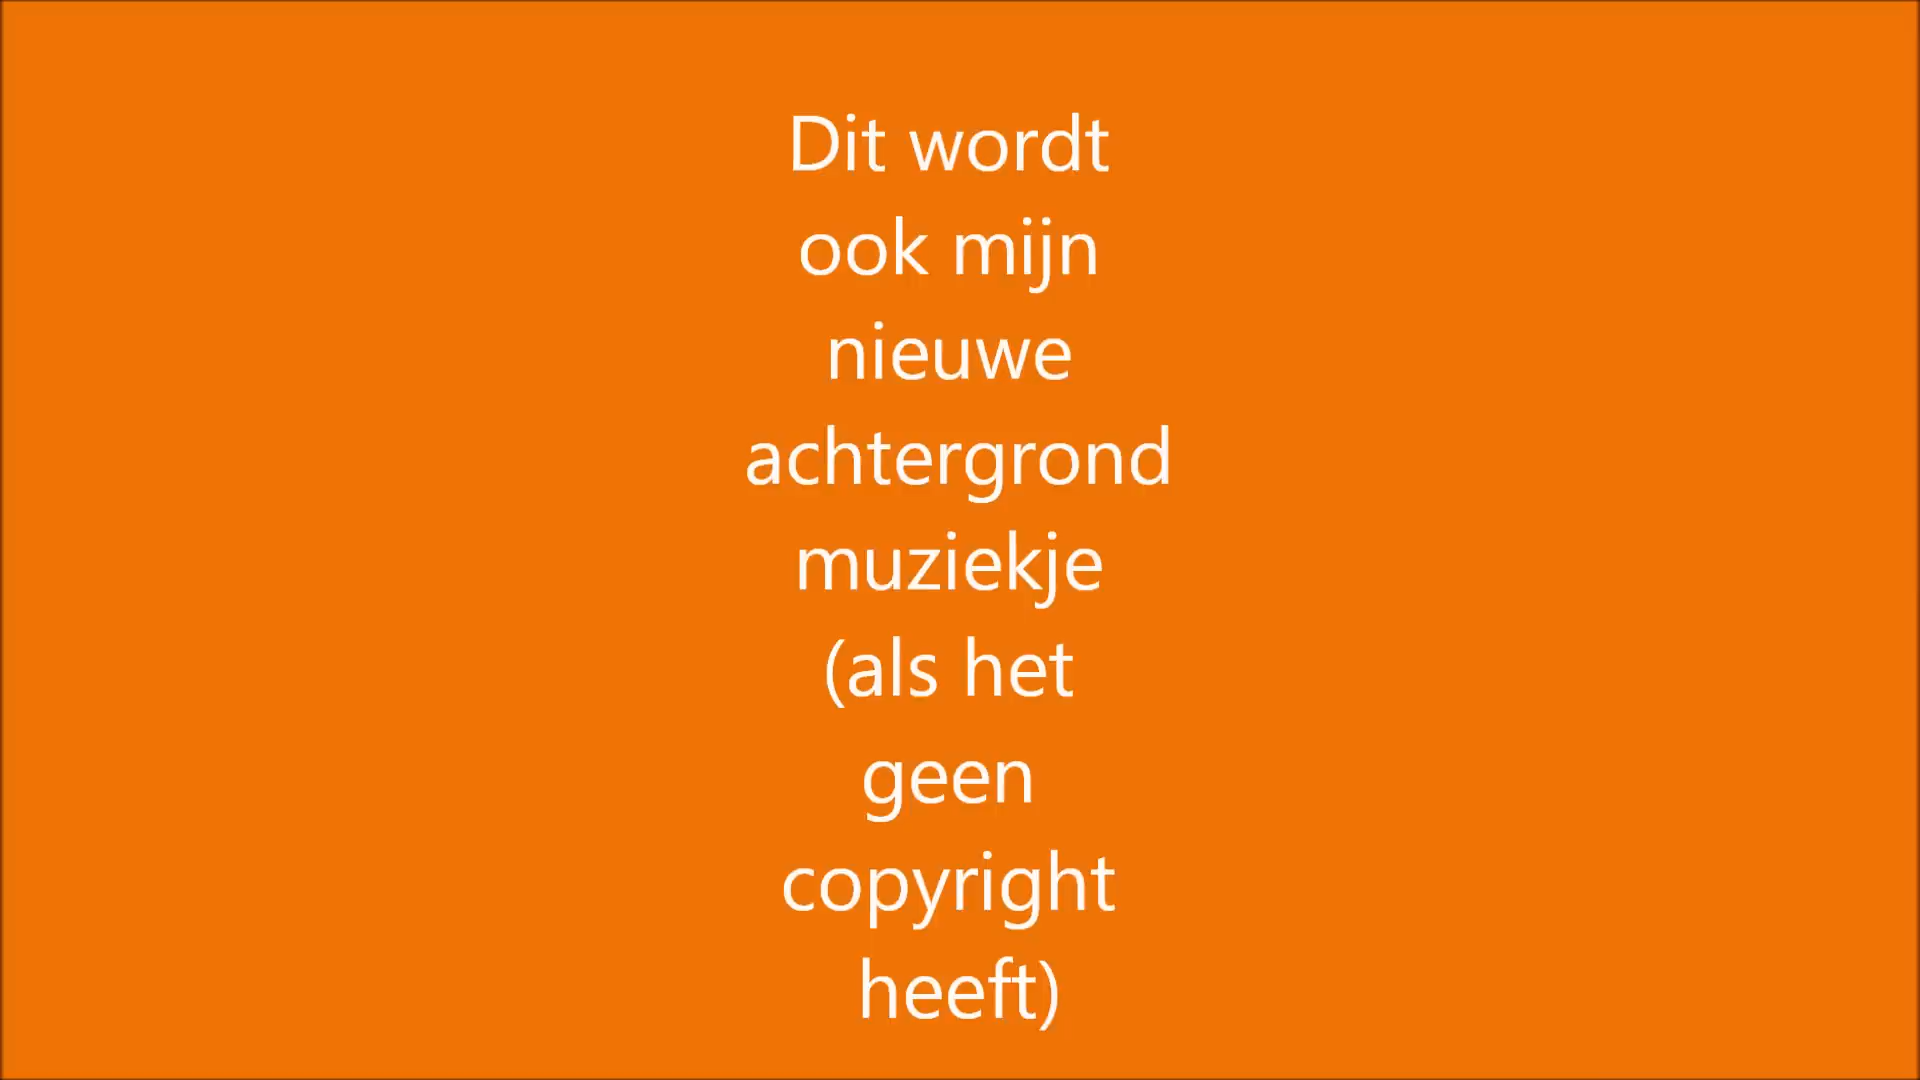 Dit wordt
ook mijn
nieuwe
achtergrond
muziekje
(als het
geen
copyright
heeft)